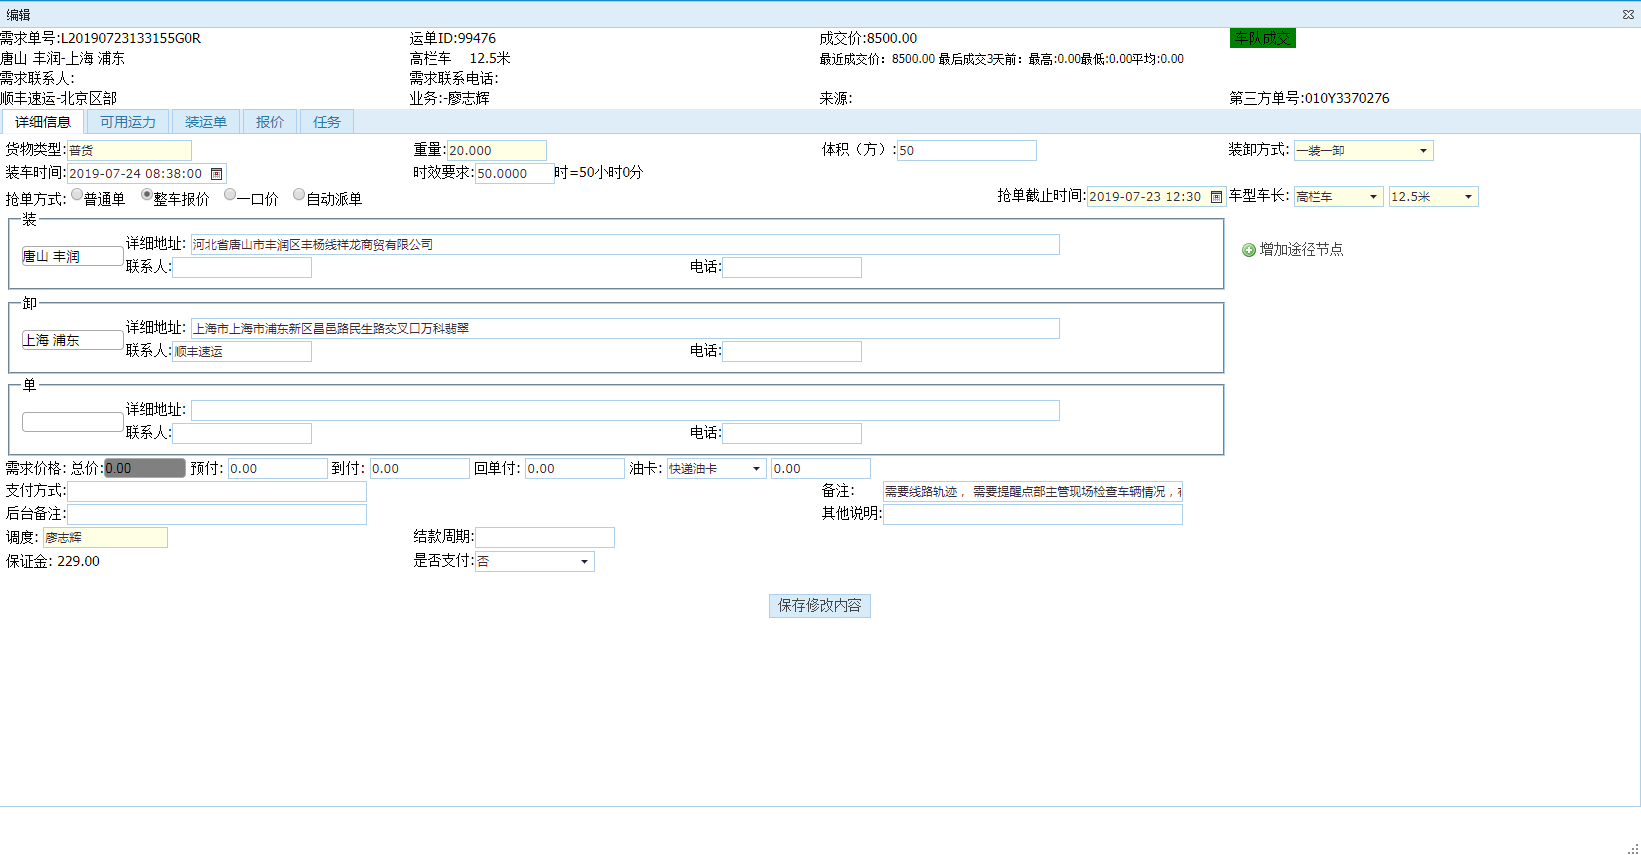 编辑
需求单号:L20190723133155G0R 运单ID:99476 成交价:8500.00 车队成交
唐山 丰润-上海 浦东 高栏车 12.5米 最近成交价：8500.00 最后成交3天前：最高:0.00最低:0.00平均:0.00
需求联系人: 需求联系电话:
顺丰速运-北京区部 业务:-廖志辉 来源: 第三方单号:010Y3370276
详细信息 可用运力 装运单 报价 任务
货物类型:普货 重量:20.000 体积（方）:50 装卸方式: 一装一卸
装车时间:2019-07-24 08:38:00 时效要求:50.0000 时=50小时0分
抢单方式: 普通单 整车报价 一口价 自动派单 抢单截止时间:2019-07-23 12:30 车型车长: 高栏车 12.5米
装
唐山 丰润 详细地址: 河北省唐山市丰润区丰杨线祥龙商贸有限公司
联系人: 电话:
增加途径节点
卸
上海 浦东 详细地址: 上海市上海市浦东新区昌邑路民生路交叉口万科翡翠
联系人:顺丰速运 电话:
单
详细地址:
联系人: 电话:
需求价格: 总价:0.00 预付: 0.00 到付: 0.00 回单付: 0.00 油卡: 快递油卡 0.00
支付方式: 备注: 需要线路轨迹， 需要提醒点部主管现场检查车辆情况，
后台备注: 其他说明:
调度: 廖志辉 结款周期:
保证金: 229.00 是否支付:否
保存修改内容